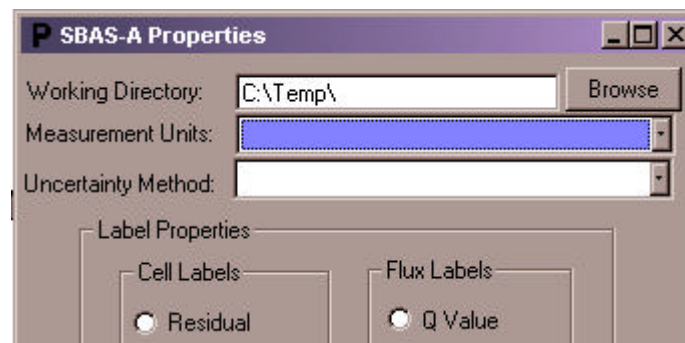 P SBAS-A Properties
Working Directory: C:\Temp\ Browse
Measurement Units:
Uncertainty Method:
Label Properties
Cell Labels Flux Labels
Residual Q Value